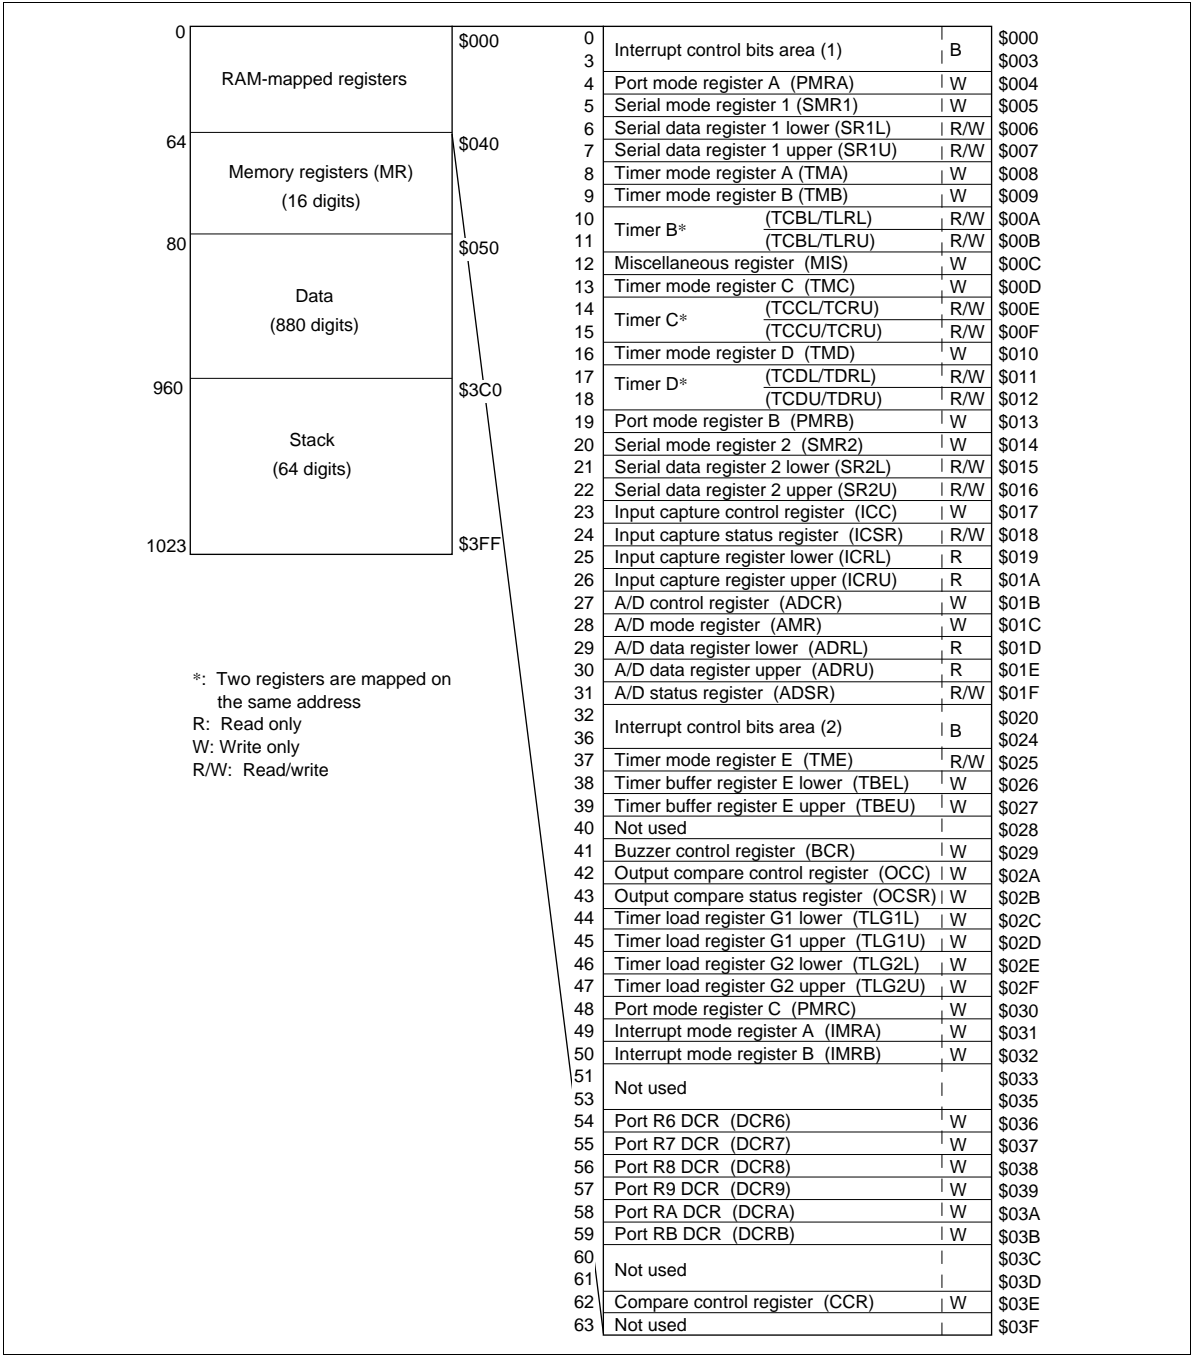 0
$000
RAM-mapped registers
64
$040
Memory registers (MR)
(16 digits)
80
$050
Data
(880 digits)
960
$3C0
Stack
(64 digits)
1023
$3FF
*: Two registers are mapped on
the same address
R: Read only
W: Write only
R/W: Read/write
0 $000
Interrupt control bits area (1) B
3 $003
4 Port mode register A (PMRA) W $004
5 Serial mode register 1 (SMR1) W $005
6 Serial data register 1 lower (SR1L) R/W $006
7 Serial data register 1 upper (SR1U) R/W $007
8 Timer mode register A (TMA) W $008
9 Timer mode register B (TMB) W $009
10 (TCBL/TLRL) R/W $00A
Timer B*
11 (TCBL/TLRU) R/W $00B
12 Miscellaneous register (MIS) W $00C
13 Timer mode register C (TMC) W $00D
14 (TCCL/TCRU) R/W $00E
Timer C*
15 (TCCU/TCRU) R/W $00F
16 Timer mode register D (TMD) W $010
17 (TCDL/TDRL) R/W $011
Timer D*
18 (TCDU/TDRU) R/W $012
19 Port mode register B (PMRB) W $013
20 Serial mode register 2 (SMR2) W $014
21 Serial data register 2 lower (SR2L) R/W $015
22 Serial data register 2 upper (SR2U) R/W $016
23 Input capture control register (ICC) W $017
24 Input capture status register (ICSR) R/W $018
25 Input capture register lower (ICRL) R $019
26 Input capture register upper (ICRU) R $01A
27 A/D control register (ADCR) W $01B
28 A/D mode register (AMR) W $01C
29 A/D data register lower (ADRL) R $01D
30 A/D data register upper (ADRU) R $01E
31 A/D status register (ADSR) R/W $01F
32 $020
Interrupt control bits area (2) B
36 $024
37 Timer mode register E (TME) R/W $025
38 Timer buffer register E lower (TBEL) W $026
39 Timer buffer register E upper (TBEU) W $027
40 Not used $028
41 Buzzer control register (BCR) W $029
42 Output compare control register (OCC) W $02A
43 Output compare status register (OCSR) W $02B
44 Timer load register G1 lower (TLG1L) W $02C
45 Timer load register G1 upper (TLG1U) W $02D
46 Timer load register G2 lower (TLG2L) W $02E
47 Timer load register G2 upper (TLG2U) W $02F
48 Port mode register C (PMRC) W $030
49 Interrupt mode register A (IMRA) W $031
50 Interrupt mode register B (IMRB) W $032
51 $033
Not used
53 $035
54 Port R6 DCR (DCR6) W $036
55 Port R7 DCR (DCR7) W $037
56 Port R8 DCR (DCR8) W $038
57 Port R9 DCR (DCR9) W $039
58 Port RA DCR (DCRA) W $03A
59 Port RB DCR (DCRB) W $03B
60 $03C
Not used
61 $03D
62 Compare control register (CCR) W $03E
63 Not used $03F